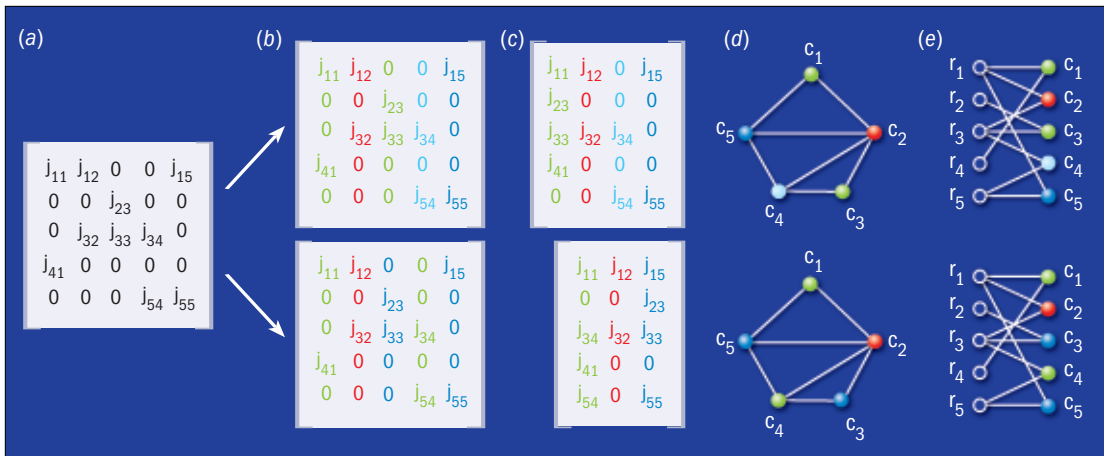 (a)
j11 j12 0 0 j15
0 0 j23 0 0
0 j32 j33 j34 0
j41 0 0 0 0
0 0 0 j54 j55
(b)
j11 j12 0 0 j15
0 0 j23 0 0
0 j32 j33 j34 0
j41 0 0 0 0
0 0 0 j54 j55
j11 j12 0 0 j15
0 0 j23 0 0
0 j32 j33 j34 0
j41 0 0 0 0
0 0 0 j54 j55
(c)
j11 j12 0 j15
j23 0 0 0
j33 j32 j34 0
j41 0 0 0
0 0 j54 j55
j11 j12 j15
0 0 j23
j34 j32 j33
j41 0 0
j54 0 j55
(d)
c1
c5 c2
c4 c3
c1
c5 c2
c4 c3
(e)
r1 c1
r2 c2
r3 c3
r4 c4
r5 c5
r1 c1
r2 c2
r3 c3
r4 c4
r5 c5